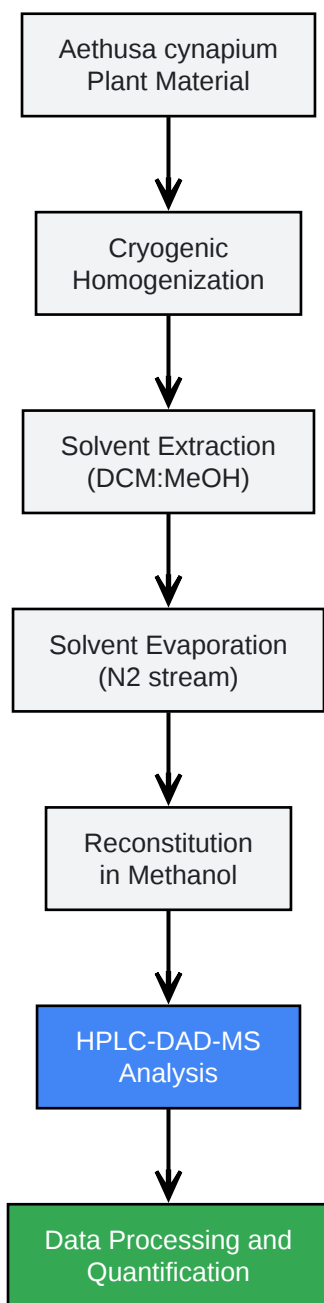 Aethusa cynapium
Plant Material
Cryogenic
Homogenization
Solvent Extraction
(DCM:MeOH)
Solvent Evaporation
(N2 stream)
Reconstitution
in Methanol
HPLC-DAD-MS
Analysis
Data Processing and
Quantification